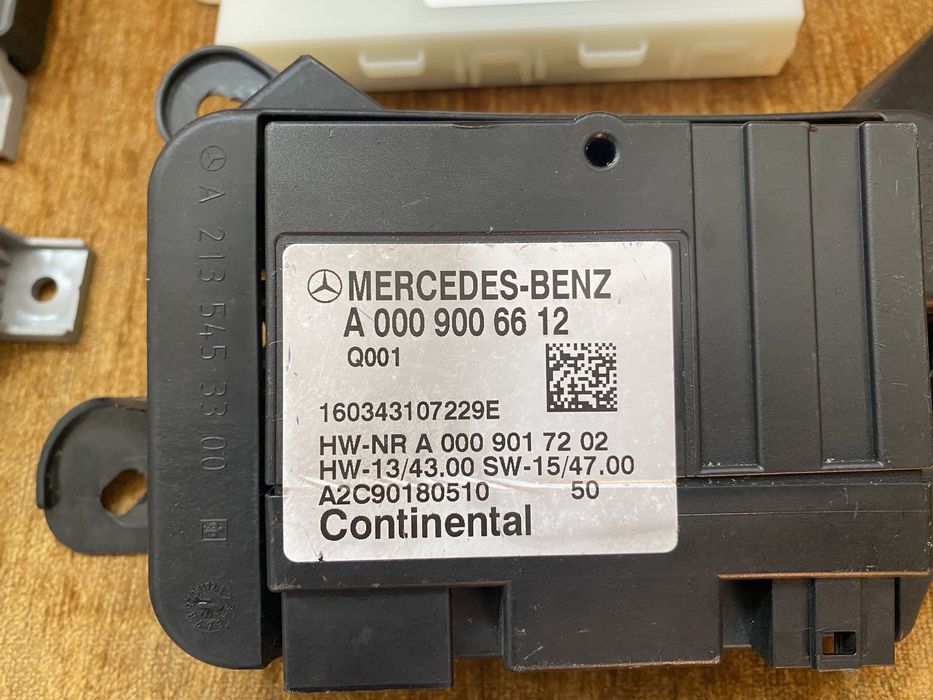 A 213 545 33 00
MERCEDES-BENZ
A 000 900 66 12
Q001
160343107229E
HW-NR A 000 901 72 02
HW-13/43.00 SW-15/47.00
A2C90180510 50
Continental